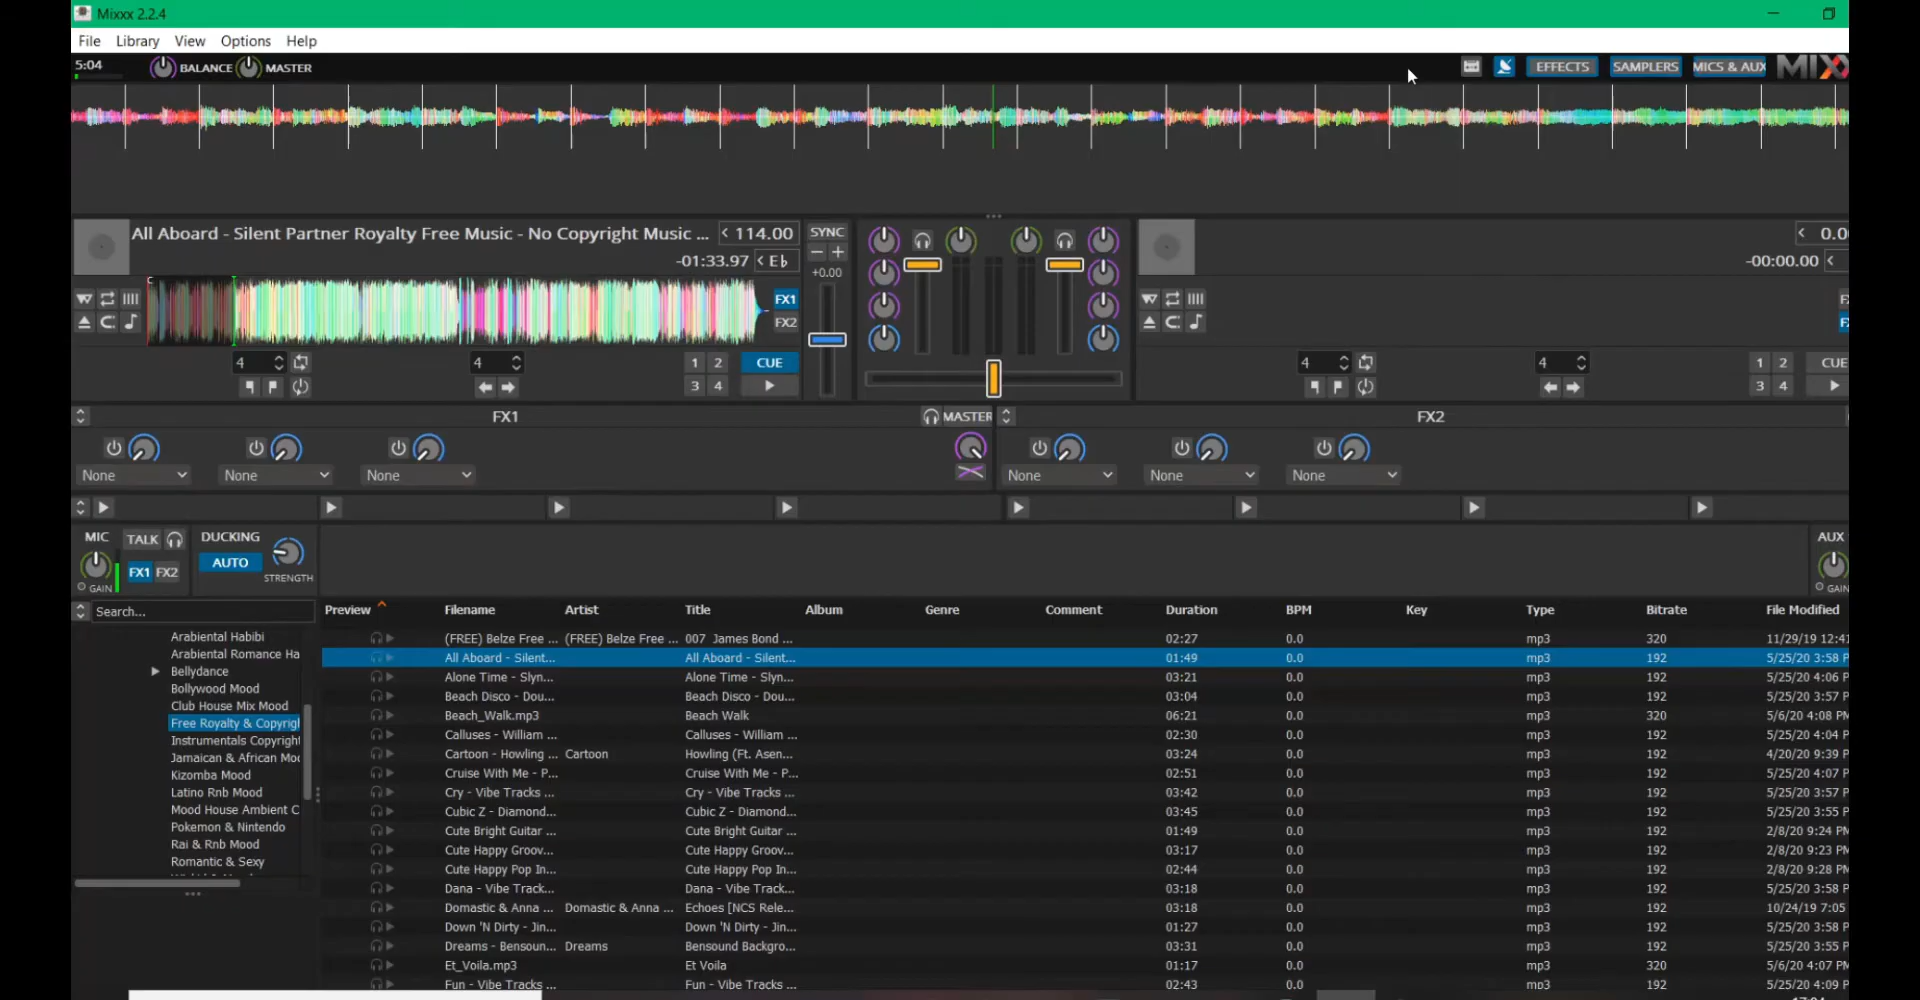 Mixxx 2.2.4
File Library View Options Help
5:04 BALANCE MASTER EFFECTS SAMPLERS MICS & AUX MIXX
All Aboard - Silent Partner Royalty Free Music - No Copyright Music ... < 114.00 SYNC < 0.0
-01:33.97 < E♭ +0.00 -00:00.00 <
FX1
FX2
4 4 1 2 CUE 4 4 1 2 CUE
3 4 3 4
FX1 MASTER FX2
None None None None None None
MIC TALK DUCKING AUX
FX1 FX2 AUTO
GAIN STRENGTH GAIN
Search... Preview Filename Artist Title Album Genre Comment Duration BPM Key Type Bitrate File Modified
Arabiental Habibi
Arabiental Romance Ha
Bellydance
Bollywood Mood
Club House Mix Mood
Free Royalty & Copyrigh
Instrumentals Copyright
Jamaican & African Moo
Kizomba Mood
Latino Rnb Mood
Mood House Ambient C
Pokemon & Nintendo
Rai & Rnb Mood
Romantic & Sexy
(FREE) Belze Free ... (FREE) Belze Free ... 007 James Bond ... 02:27 0.0 mp3 320 11/29/19 12:41
All Aboard - Silent... All Aboard - Silent... 01:49 0.0 mp3 192 5/25/20 3:58 P
Alone Time - Slyn... Alone Time - Slyn... 03:21 0.0 mp3 192 5/25/20 4:06 P
Beach Disco - Dou... Beach Disco - Dou... 03:04 0.0 mp3 192 5/25/20 3:57 P
Beach_Walk.mp3 Beach Walk 06:21 0.0 mp3 320 5/6/20 4:08 PM
Calluses - William ... Calluses - William ... 02:30 0.0 mp3 192 5/25/20 4:04 P
Cartoon - Howling ... Cartoon Howling (Ft. Asen... 03:24 0.0 mp3 192 4/20/20 9:39 P
Cruise With Me - P... Cruise With Me - P... 02:51 0.0 mp3 192 5/25/20 4:07 P
Cry - Vibe Tracks ... Cry - Vibe Tracks ... 03:42 0.0 mp3 192 5/25/20 3:57 P
Cubic Z - Diamond... Cubic Z - Diamond... 03:45 0.0 mp3 192 5/25/20 3:55 P
Cute Bright Guitar ... Cute Bright Guitar ... 01:49 0.0 mp3 192 2/8/20 9:24 PM
Cute Happy Groov... Cute Happy Groov... 03:17 0.0 mp3 192 2/8/20 9:23 PM
Cute Happy Pop In... Cute Happy Pop In... 02:44 0.0 mp3 192 2/8/20 9:28 PM
Dana - Vibe Track... Dana - Vibe Track... 03:18 0.0 mp3 192 5/25/20 3:58 P
Domastic & Anna ... Domastic & Anna ... Echoes [NCS Rele... 03:18 0.0 mp3 192 10/24/19 7:05
Down 'N Dirty - Jin... Down 'N Dirty - Jin... 01:27 0.0 mp3 192 5/25/20 3:58 P
Dreams - Bensoun... Dreams Bensound Backgro... 03:31 0.0 mp3 192 5/25/20 3:55 P
Et_Voila.mp3 Et Voila 01:17 0.0 mp3 320 5/6/20 4:07 PM
Fun - Vibe Tracks ... Fun - Vibe Tracks ... 02:43 0.0 mp3 192 5/25/20 4:09 P